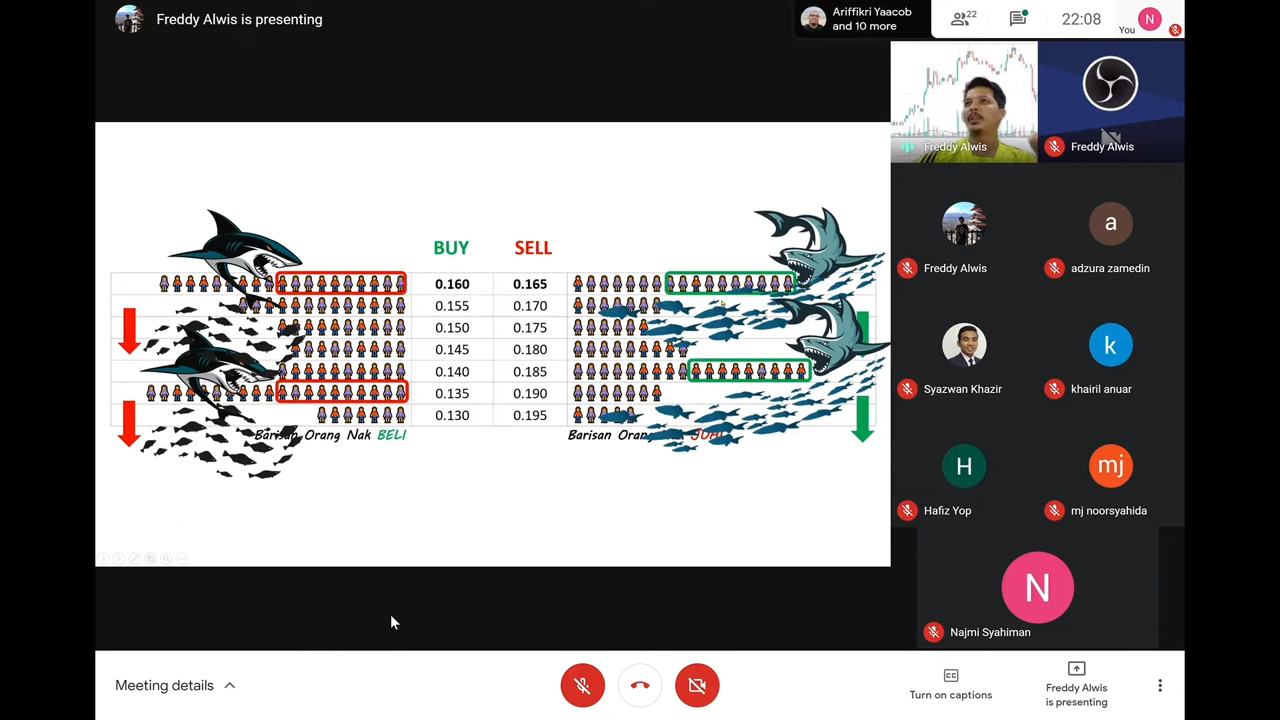 Freddy Alwis is presenting
Ariffikri Yaacob
and 10 more
22
22:08
You
N
Freddy Alwis
Freddy Alwis
Freddy Alwis
a
adzura zamedin
Syazwan Khazir
k
khairil anuar
H
Hafiz Yop
mj
mj noorsyahida
N
Najmi Syahiman
BUY SELL
0.160 0.165
0.155 0.170
0.150 0.175
0.145 0.180
0.140 0.185
0.135 0.190
0.130 0.195
Barisan Orang Nak BELI
Barisan Orang
Meeting details
Turn on captions
Freddy Alwis
is presenting